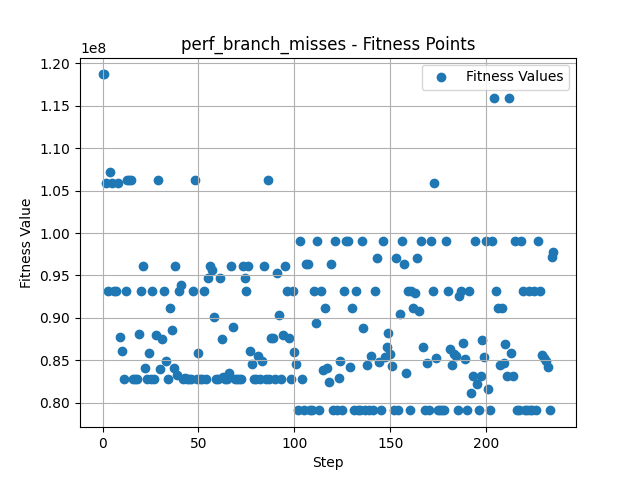 perf_branch_misses - Fitness Points
1e8
Fitness Values
1.20
1.15
1.10
1.05
1.00
0.95
0.90
0.85
0.80
Fitness Value
0
50
100
150
200
Step